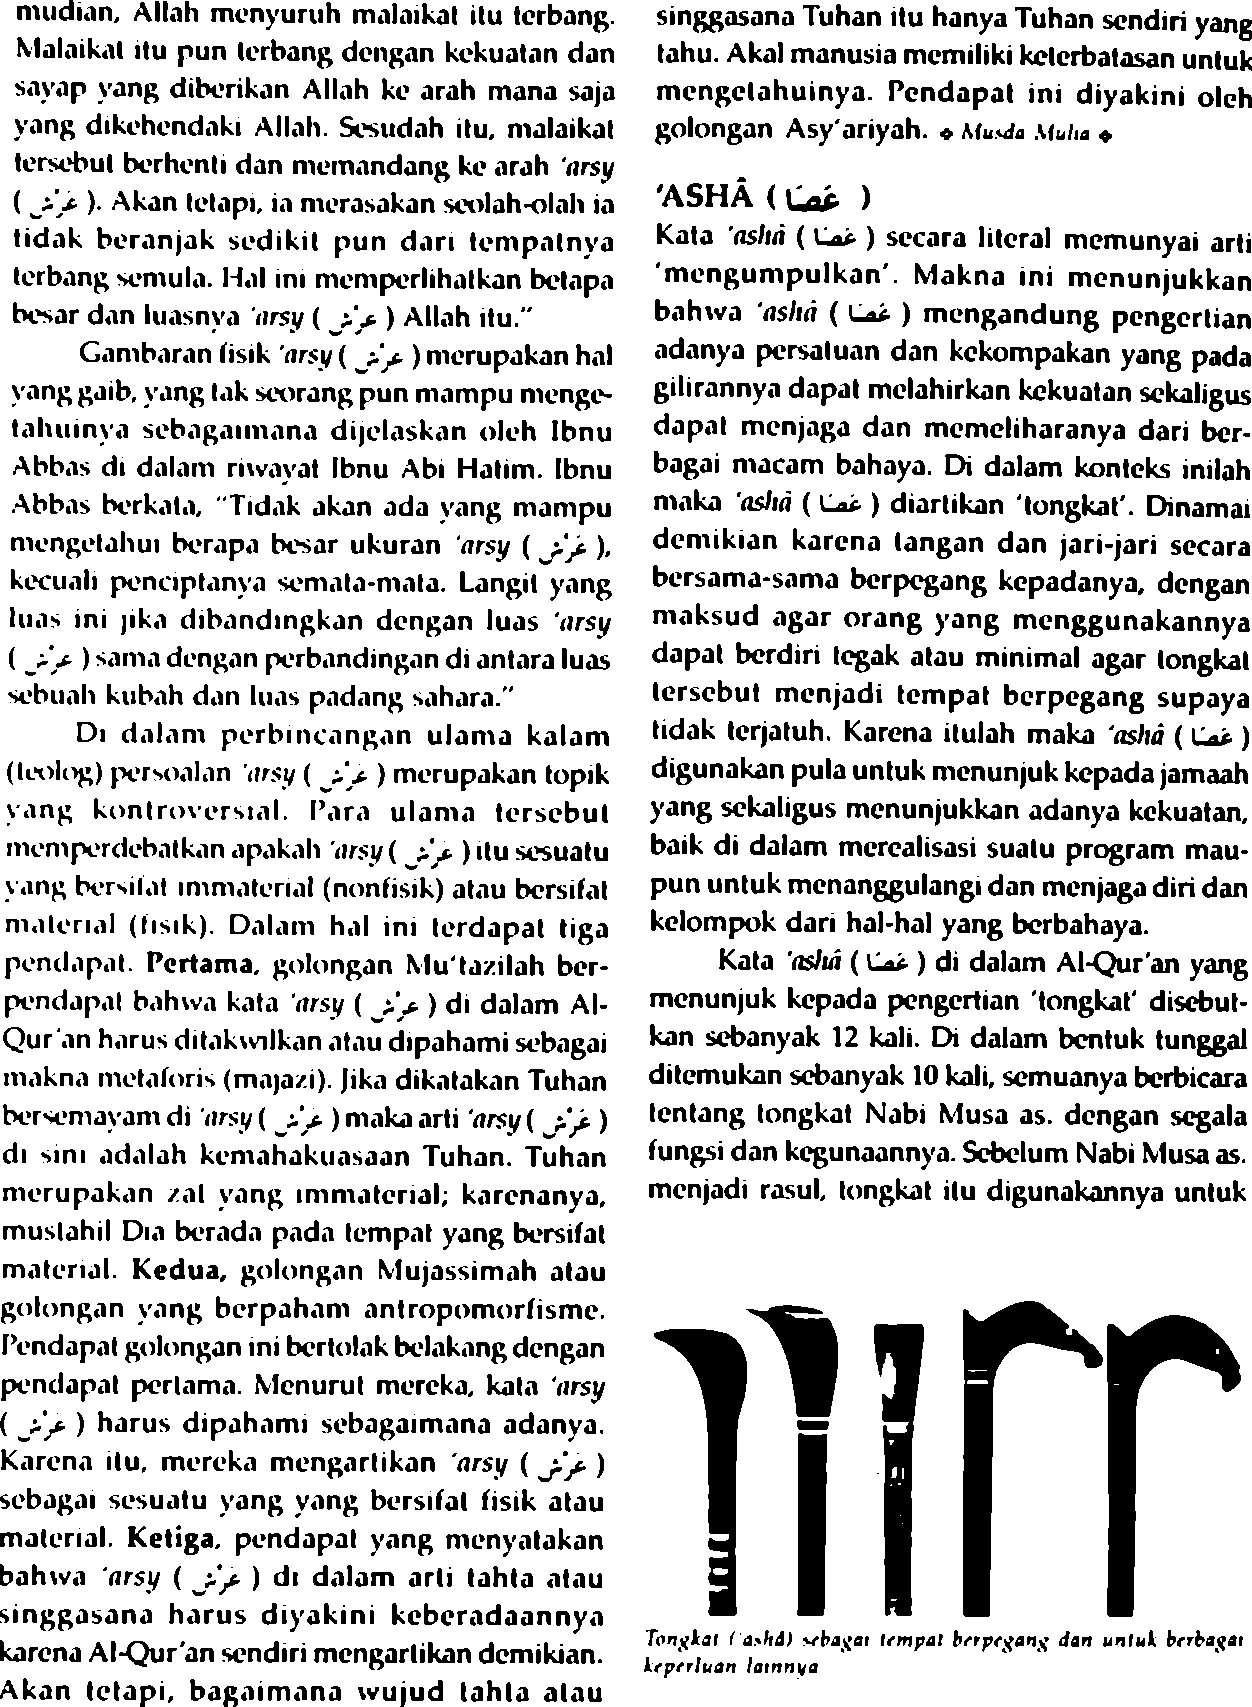 mudian, Allah menyuruh malaikat itu terbang.
Malaikat itu pun terbang dengan kekuatan dan
sayap yang diberikan Allah ke arah mana saja
yang dikehendaki Allah. Sesudah itu, malaikat
tersebut berhenti dan memandang ke arah 'arsy
( عَرْش ). Akan tetapi, ia merasakan seolah-olah ia
tidak beranjak sedikit pun dari tempatnya
terbang semula. Hal ini memperlihatkan betapa
besar dan luasnya 'arsy ( عَرْش ) Allah itu."
Gambaran fisik 'arsy ( عَرْش ) merupakan hal
yang gaib, yang tak seorang pun mampu menge-
tahuinya sebagaimana dijelaskan oleh Ibnu
Abbas di dalam riwayat Ibnu Abi Hatim. Ibnu
Abbas berkata, "Tidak akan ada yang mampu
mengetahui berapa besar ukuran 'arsy ( عَرْش ),
kecuali penciptanya semata-mata. Langit yang
luas ini jika dibandingkan dengan luas 'arsy
( عَرْش ) sama dengan perbandingan di antara luas
sebuah kubah dan luas padang sahara."
Di dalam perbincangan ulama kalam
(teolog) persoalan 'arsy ( عَرْش ) merupakan topik
yang kontroversial. Para ulama tersebut
memperdebatkan apakah 'arsy ( عَرْش ) itu sesuatu
yang bersifat immaterial (nonfisik) atau bersifat
material (fisik). Dalam hal ini terdapat tiga
pendapat. Pertama, golongan Mu'tazilah ber-
pendapat bahwa kata 'arsy ( عَرْش ) di dalam Al-
Qur'an harus ditakwilkan atau dipahami sebagai
makna metaforis (majazi). Jika dikatakan Tuhan
bersemayam di 'arsy ( عَرْش ) maka arti 'arsy ( عَرْش )
di sini adalah kemahakuasaan Tuhan. Tuhan
merupakan zat yang immaterial; karenanya,
mustahil Dia berada pada tempat yang bersifat
material. Kedua, golongan Mujassimah atau
golongan yang berpaham antropomorfisme.
Pendapat golongan ini bertolak belakang dengan
pendapat pertama. Menurut mereka, kata 'arsy
( عَرْش ) harus dipahami sebagaimana adanya.
Karena itu, mereka mengartikan 'arsy ( عَرْش )
sebagai sesuatu yang yang bersifat fisik atau
material. Ketiga, pendapat yang menyatakan
bahwa 'arsy ( عَرْش ) di dalam arti tahta atau
singgasana harus diyakini keberadaannya
karena Al-Qur'an sendiri mengartikan demikian.
Akan tetapi, bagaimana wujud tahta atau
singgasana Tuhan itu hanya Tuhan sendiri yang
tahu. Akal manusia memiliki keterbatasan untuk
mengetahuinya. Pendapat ini diyakini oleh
golongan Asy'ariyah. ✦ Musda Mulia ✦
'ASHÂ ( عَصَا )
Kata 'ashâ ( عَصَا ) secara literal memunyai arti
'mengumpulkan'. Makna ini menunjukkan
bahwa 'ashâ ( عَصَا ) mengandung pengertian
adanya persatuan dan kekompakan yang pada
gilirannya dapat melahirkan kekuatan sekaligus
dapat menjaga dan memeliharanya dari ber-
bagai macam bahaya. Di dalam konteks inilah
maka 'ashâ ( عَصَا ) diartikan 'tongkat'. Dinamai
demikian karena tangan dan jari-jari secara
bersama-sama berpegang kepadanya, dengan
maksud agar orang yang menggunakannya
dapat berdiri tegak atau minimal agar tongkat
tersebut menjadi tempat berpegang supaya
tidak terjatuh. Karena itulah maka 'ashâ ( عَصَا )
digunakan pula untuk menunjuk kepada jamaah
yang sekaligus menunjukkan adanya kekuatan,
baik di dalam merealisasi suatu program mau-
pun untuk menanggulangi dan menjaga diri dan
kelompok dari hal-hal yang berbahaya.
Kata 'ashâ ( عَصَا ) di dalam Al-Qur'an yang
menunjuk kepada pengertian 'tongkat' disebut-
kan sebanyak 12 kali. Di dalam bentuk tunggal
ditemukan sebanyak 10 kali, semuanya berbicara
tentang tongkat Nabi Musa as. dengan segala
fungsi dan kegunaannya. Sebelum Nabi Musa as.
menjadi rasul, tongkat itu digunakannya untuk
Tongkat ('ashâ) sebagai tempat berpegang dan untuk berbagai
keperluan lainnya